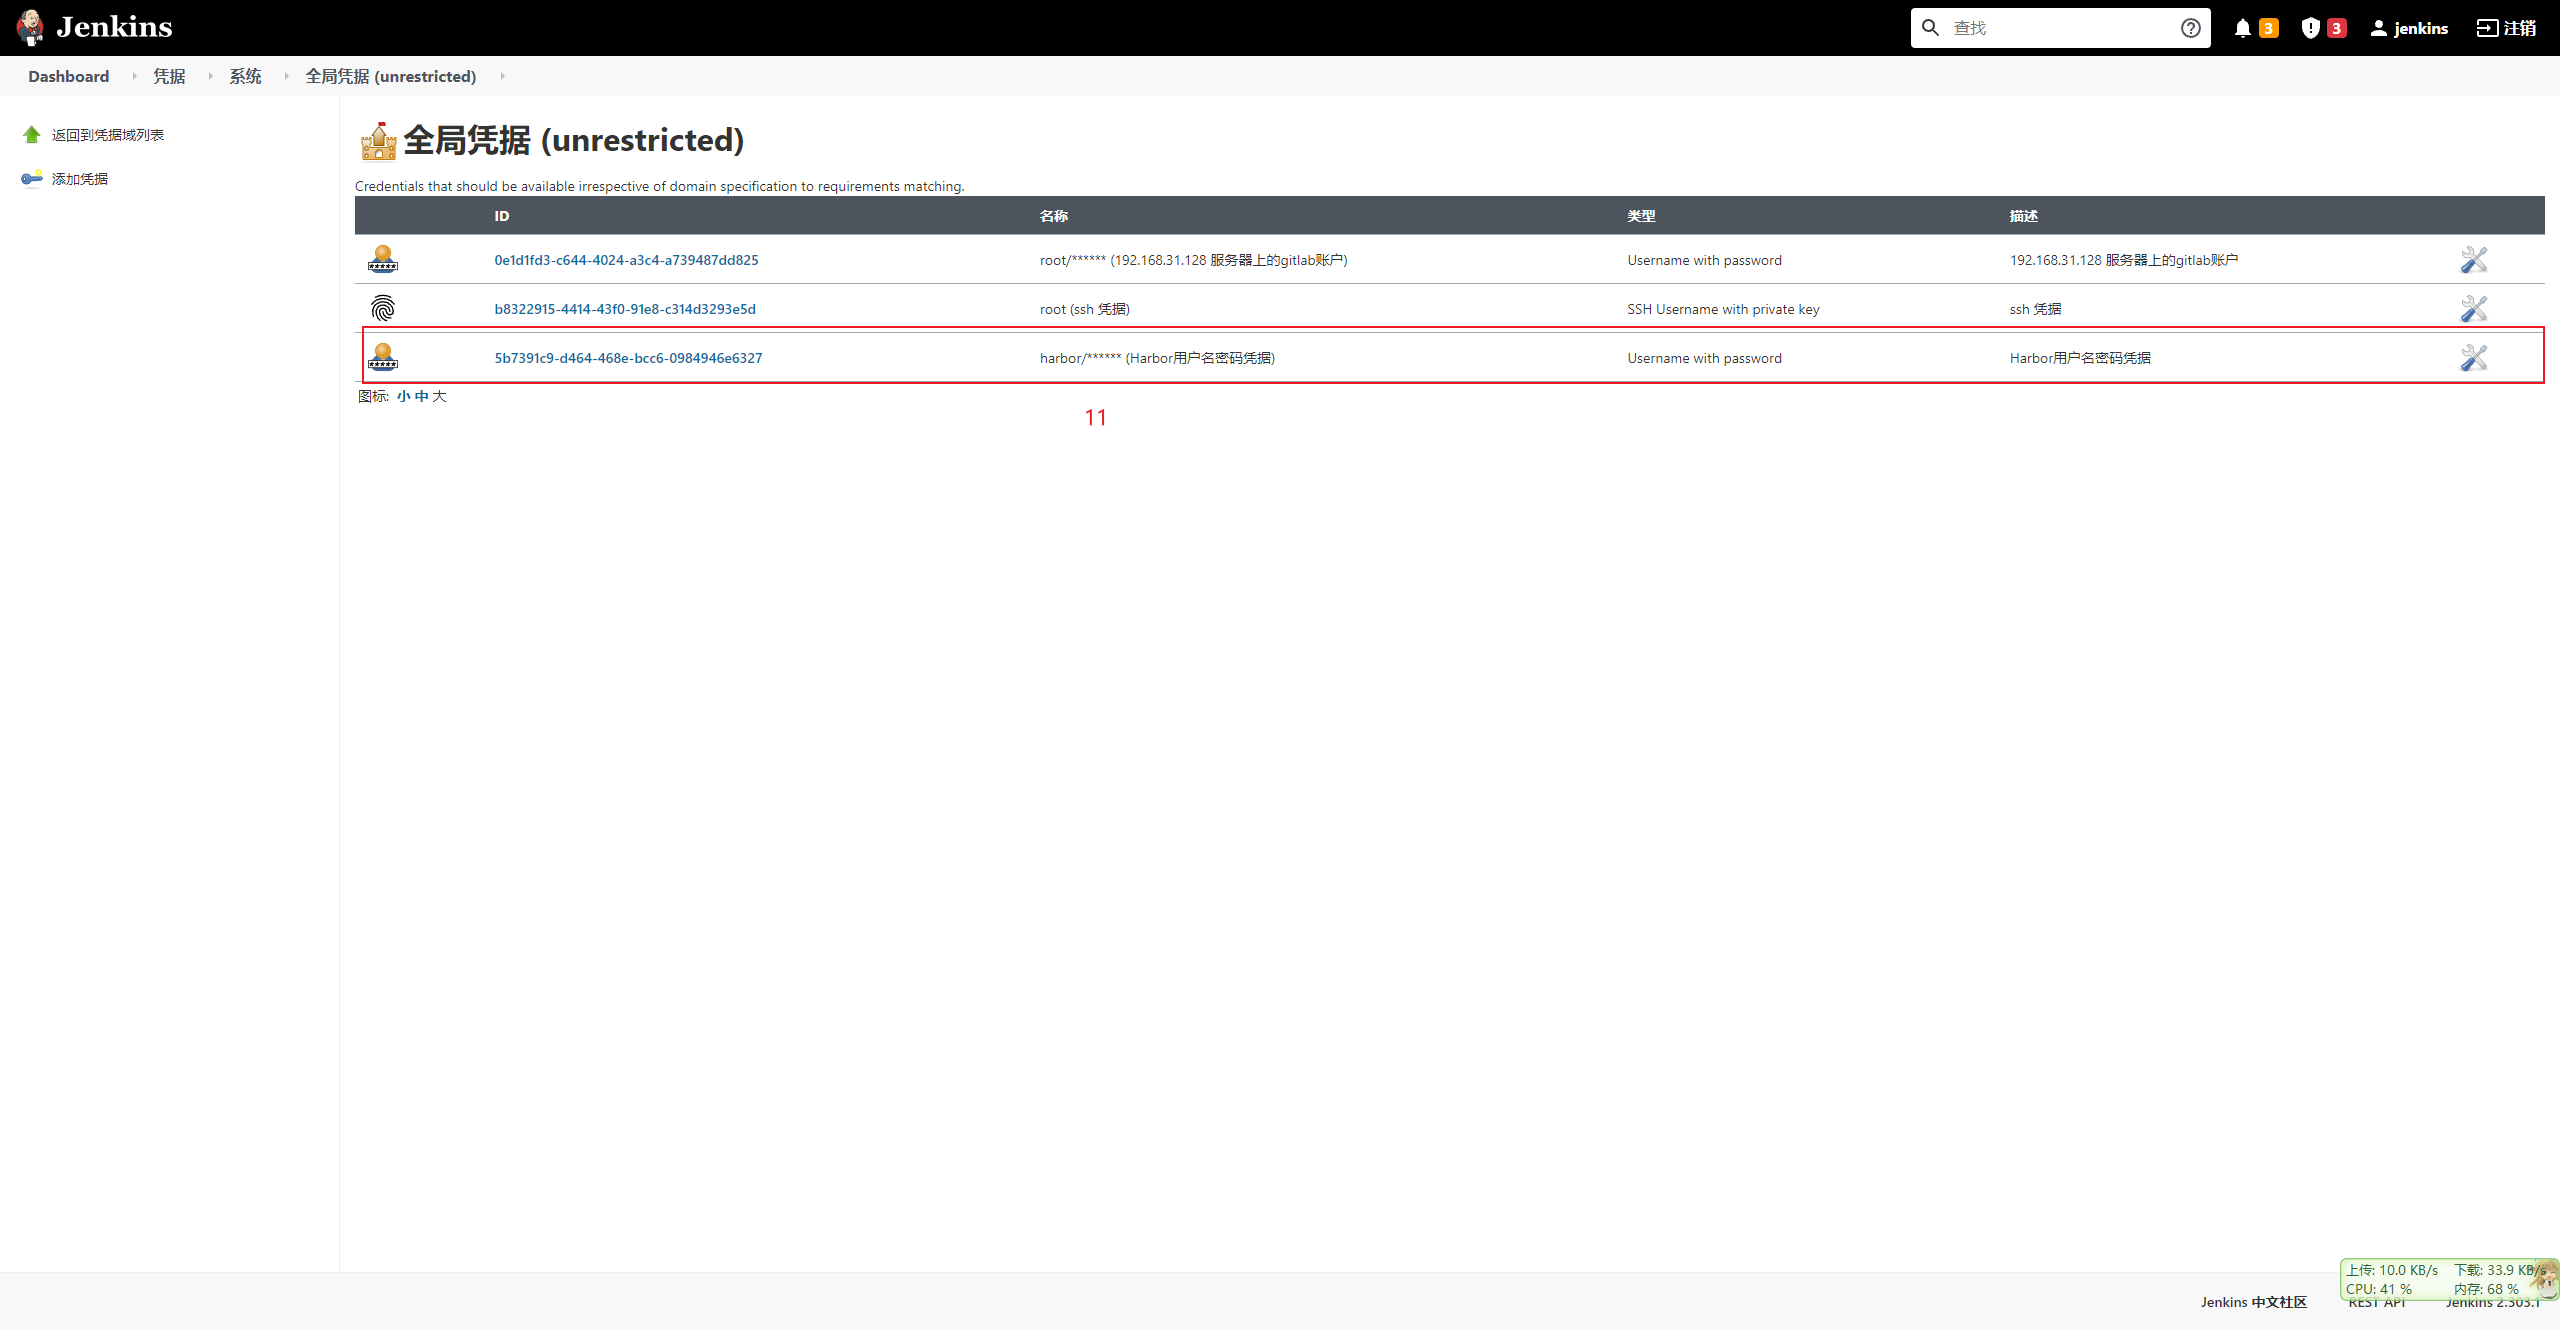 Jenkins
查找
3
3
jenkins
注销
Dashboard
凭据
系统
全局凭据 (unrestricted)
返回到凭据域列表
添加凭据
全局凭据 (unrestricted)
Credentials that should be available irrespective of domain specification to requirements matching.
ID 名称 类型 描述
0e1d1fd3-c644-4024-a3c4-a739487dd825 root/****** (192.168.31.128 服务器上的gitlab账户) Username with password 192.168.31.128 服务器上的gitlab账户
b8322915-4414-43f0-91e8-c314d3293e5d root (ssh 凭据) SSH Username with private key ssh 凭据
5b7391c9-d464-468e-bcc6-0984946e6327 harbor/****** (Harbor用户名密码凭据) Username with password Harbor用户名密码凭据
图标: 小 中 大
11
上传: 10.0 KB/s 下载: 33.9 KB/s
CPU: 41 % 内存: 68 %
Jenkins 中文社区
REST API
Jenkins 2.303.1